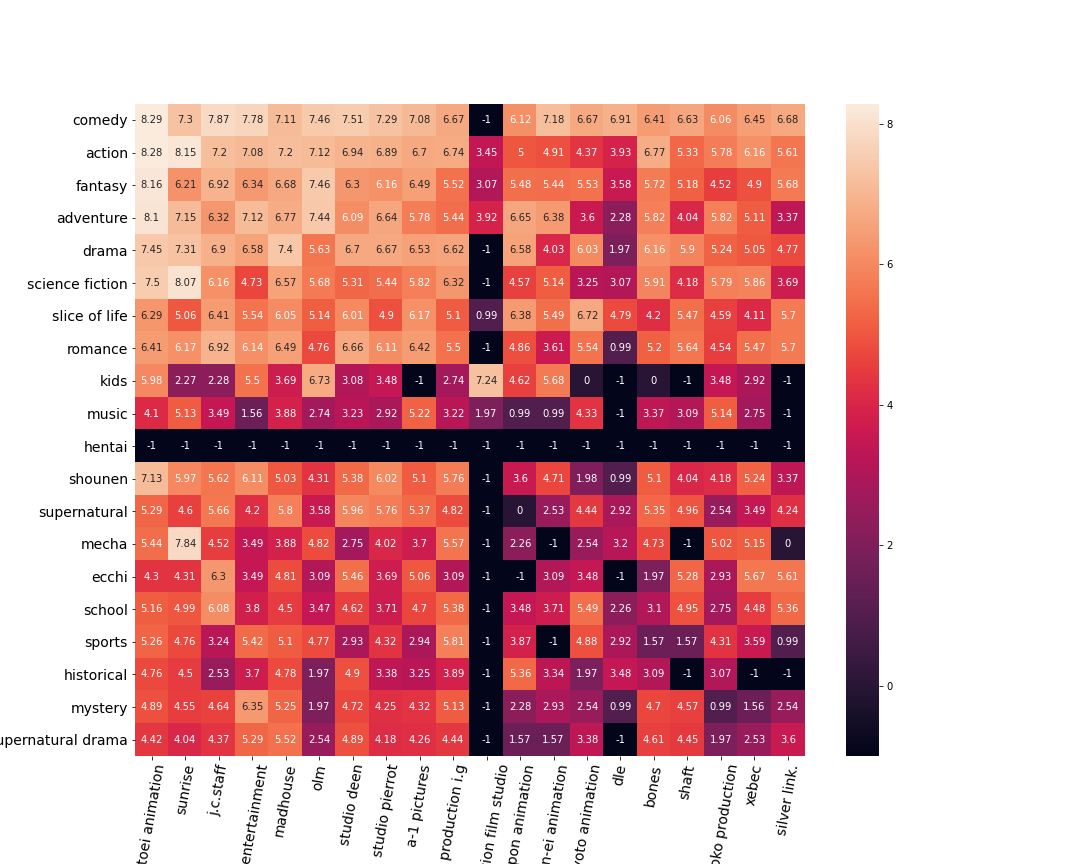 comedy 8.29 7.3 7.87 7.78 7.11 7.46 7.51 7.29 7.08 6.67 -1 6.12 7.18 6.67 6.91 6.41 6.63 6.06 6.45 6.68
action 8.28 8.15 7.2 7.08 7.2 7.12 6.94 6.89 6.7 6.74 3.45 5 4.91 4.37 3.93 6.77 5.33 5.78 6.16 5.61
fantasy 8.16 6.21 6.92 6.34 6.68 7.46 6.3 6.16 6.49 5.52 3.07 5.48 5.44 5.53 3.58 5.72 5.18 4.52 4.9 5.68
adventure 8.1 7.15 6.32 7.12 6.77 7.44 6.09 6.64 5.78 5.44 3.92 6.65 6.38 3.6 2.28 5.82 4.04 5.82 5.11 3.37
drama 7.45 7.31 6.9 6.58 7.4 5.63 6.7 6.67 6.53 6.62 -1 6.58 4.03 6.03 1.97 6.16 5.9 5.24 5.05 4.77
science fiction 7.5 8.07 6.16 4.73 6.57 5.68 5.31 5.44 5.82 6.32 -1 4.57 5.14 3.25 3.07 5.91 4.18 5.79 5.86 3.69
slice of life 6.29 5.06 6.41 5.54 6.05 5.14 6.01 4.9 6.17 5.1 0.99 6.38 5.49 6.72 4.79 4.2 5.47 4.59 4.11 5.7
romance 6.41 6.17 6.92 6.14 6.49 4.76 6.66 6.11 6.42 5.5 -1 4.86 3.61 5.54 0.99 5.2 5.64 4.54 5.47 5.7
kids 5.98 2.27 2.28 5.5 3.69 6.73 3.08 3.48 -1 2.74 7.24 4.62 5.68 0 -1 0 -1 3.48 2.92 -1
music 4.1 5.13 3.49 1.56 3.88 2.74 3.23 2.92 5.22 3.22 1.97 0.99 0.99 4.33 -1 3.37 3.09 5.14 2.75 -1
hentai -1 -1 -1 -1 -1 -1 -1 -1 -1 -1 -1 -1 -1 -1 -1 -1 -1 -1 -1 -1
shounen 7.13 5.97 5.62 6.11 5.03 4.31 5.38 6.02 5.1 5.76 -1 3.6 4.71 1.98 0.99 5.1 4.04 4.18 5.24 3.37
supernatural 5.29 4.6 5.66 4.2 5.8 3.58 5.96 5.76 5.37 4.82 -1 0 2.53 4.44 2.92 5.35 4.96 2.54 3.49 4.24
mecha 5.44 7.84 4.52 3.49 3.88 4.82 2.75 4.02 3.7 5.57 -1 2.26 -1 2.54 3.2 4.73 -1 5.02 5.15 0
ecchi 4.3 4.31 6.3 3.49 4.81 3.09 5.46 3.69 5.06 3.09 -1 -1 3.09 3.48 -1 1.97 5.28 2.93 5.67 5.61
school 5.16 4.99 6.08 3.8 4.5 3.47 4.62 3.71 4.7 5.38 -1 3.48 3.71 5.49 2.26 3.1 4.95 2.75 4.48 5.36
sports 5.26 4.76 3.24 5.42 5.1 4.77 2.93 4.32 2.94 5.81 -1 3.87 -1 4.88 2.92 1.57 1.57 4.31 3.59 0.99
historical 4.76 4.5 2.53 3.7 4.78 1.97 4.9 3.38 3.25 3.89 -1 5.36 3.34 1.97 3.48 3.09 -1 3.07 -1 -1
mystery 4.89 4.55 4.64 6.35 5.25 1.97 4.72 4.25 4.32 5.13 -1 2.28 2.93 2.54 0.99 4.7 4.57 0.99 1.56 2.54
upernatural drama 4.42 4.04 4.37 5.29 5.52 2.54 4.89 4.18 4.26 4.44 -1 1.57 1.57 3.38 -1 4.61 4.45 1.97 2.53 3.6
toei animation
sunrise
j.c.staff
entertainment
madhouse
olm
studio deen
studio pierrot
a-1 pictures
production i.g
ion film studio
pon animation
n-ei animation
yoto animation
dle
bones
shaft
oko production
xebec
silver link.
8
6
4
2
0